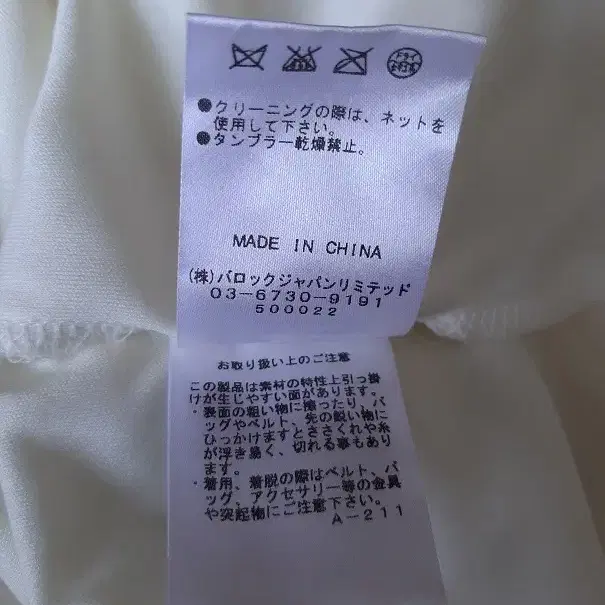 ドライ
●クリーニングの際は、ネットを
使用して下さい。
●タンブラー乾燥禁止。
MADE IN CHINA
(株)バロックジャパンリミテッド
03-6730-9191
500022
お取り扱い上のご注意
この製品は素材の特性上引っ掛
けが生じやすい面があります。
・表面の粗い物に擦ったり、バ
ッグやベルト、先の鋭い物に
ひっかけますとささくれや糸
が浮き易く、切れる事もあり
ます。
・着用、着脱の際はベルト、バ
ッグ、アクセサリー等の金具
や突起物にご注意下さい。
A-211